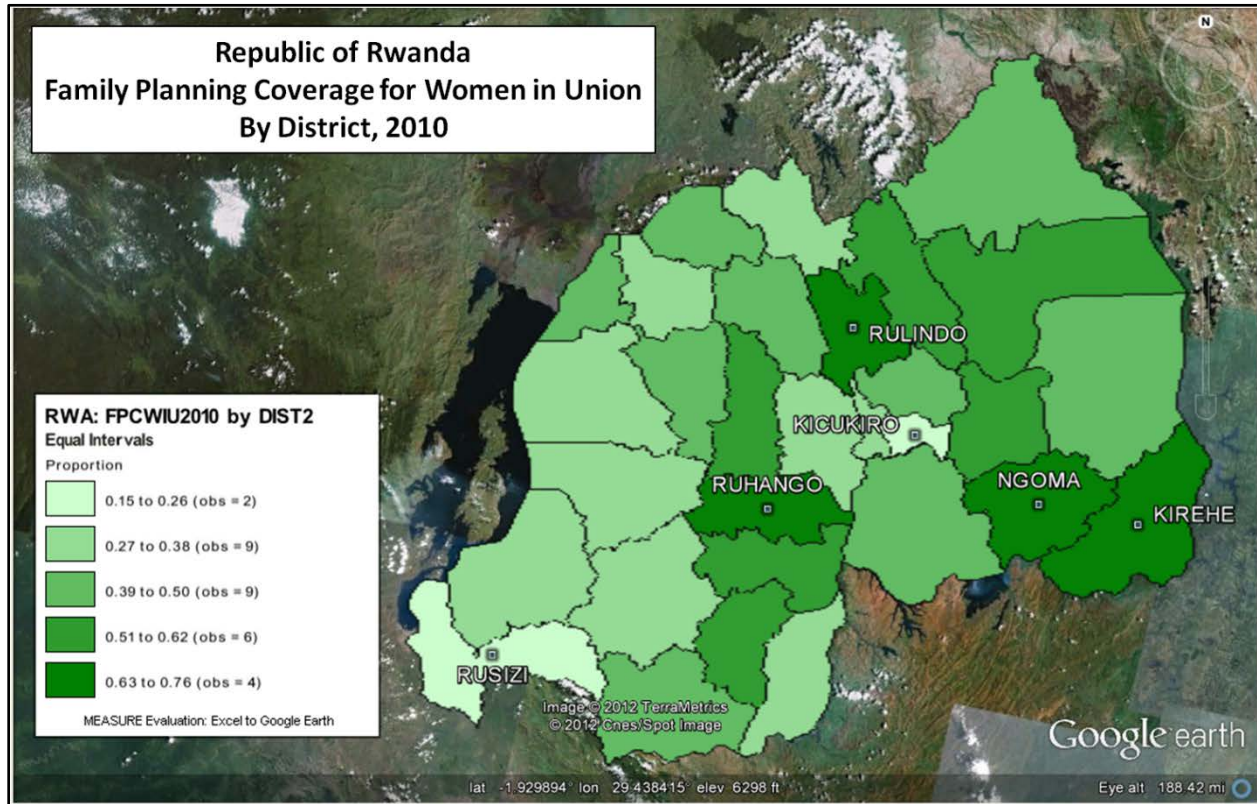 Republic of Rwanda
Family Planning Coverage for Women in Union
By District, 2010
N
RULINDO
KICUKIRO
RUHANGO
NGOMA
KIREHE
RUSIZI
RWA: FPCWIU2010 by DIST2
Equal Intervals
Proportion
0.15 to 0.26 (obs = 2)
0.27 to 0.38 (obs = 9)
0.39 to 0.50 (obs = 9)
0.51 to 0.62 (obs = 6)
0.63 to 0.76 (obs = 4)
MEASURE Evaluation: Excel to Google Earth
Image © 2012 TerraMetrics
© 2012 Cnes/Spot Image
Google earth
lat -1.929894° lon 29.438415° elev 6298 ft
Eye alt 188.42 mi